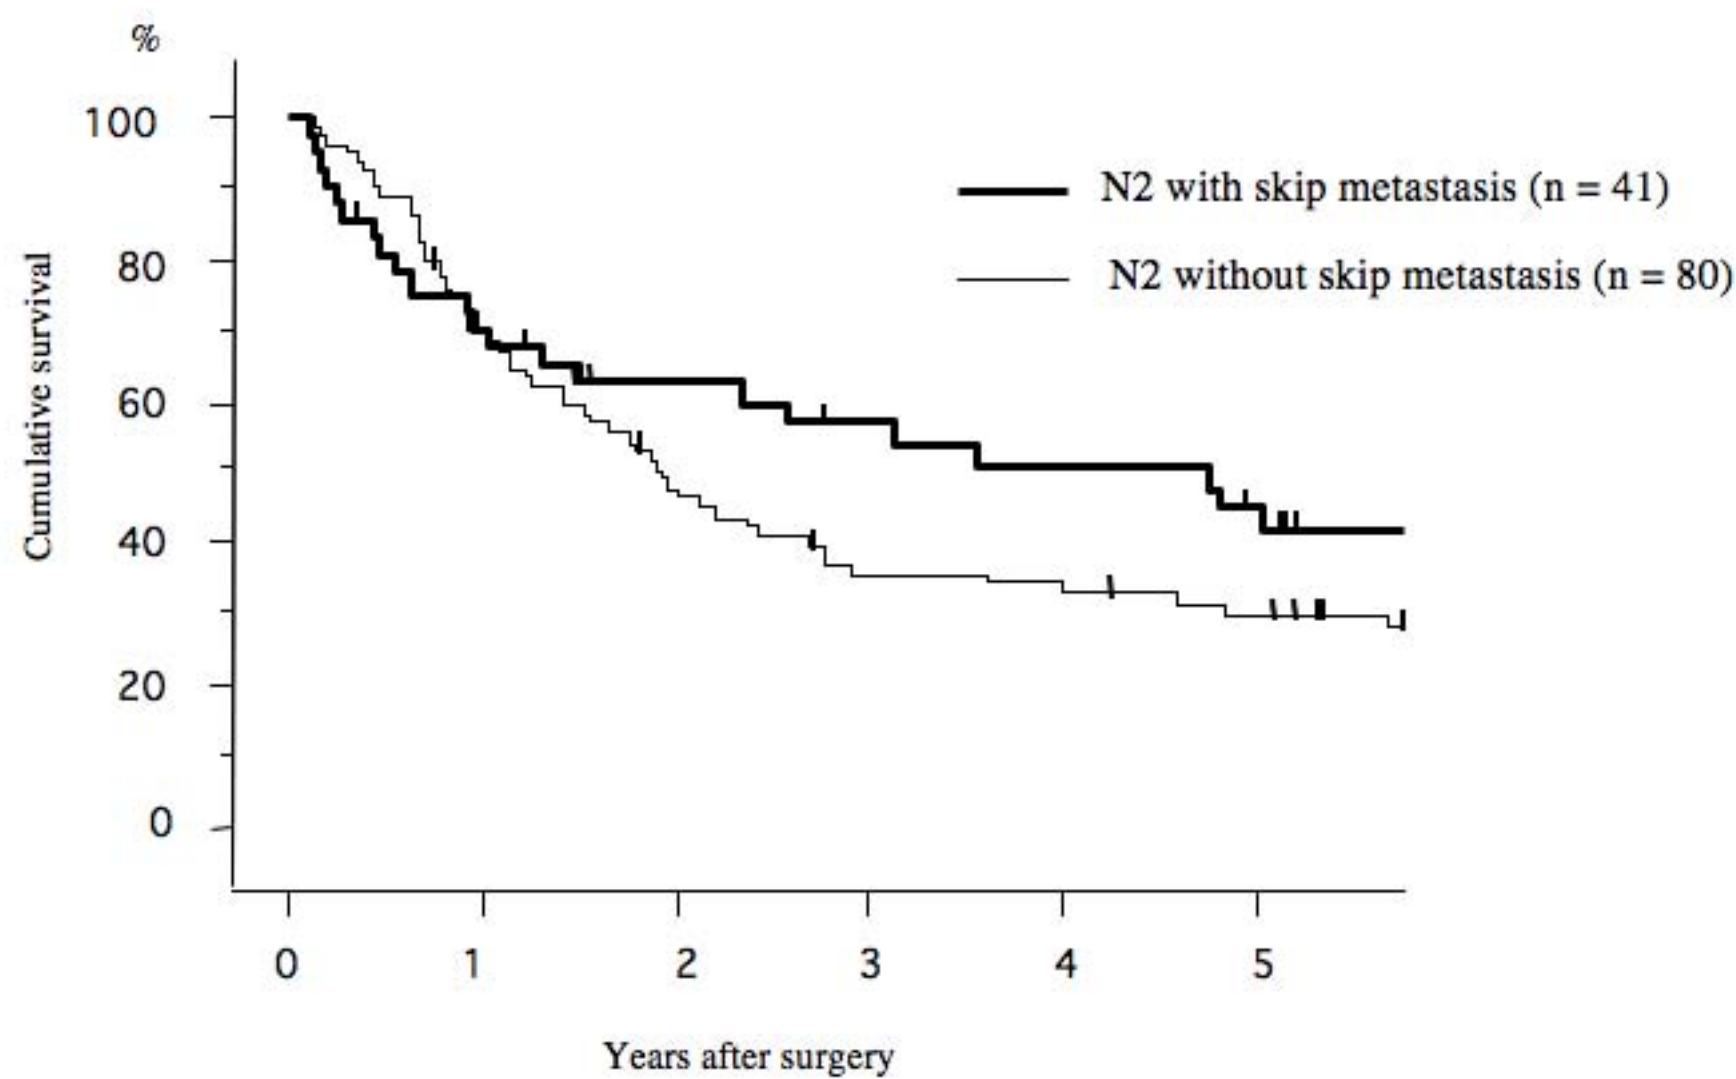 %
100
80
60
40
20
0
Cumulative survival
N2 with skip metastasis (n = 41)
N2 without skip metastasis (n = 80)
0 1 2 3 4 5
Years after surgery